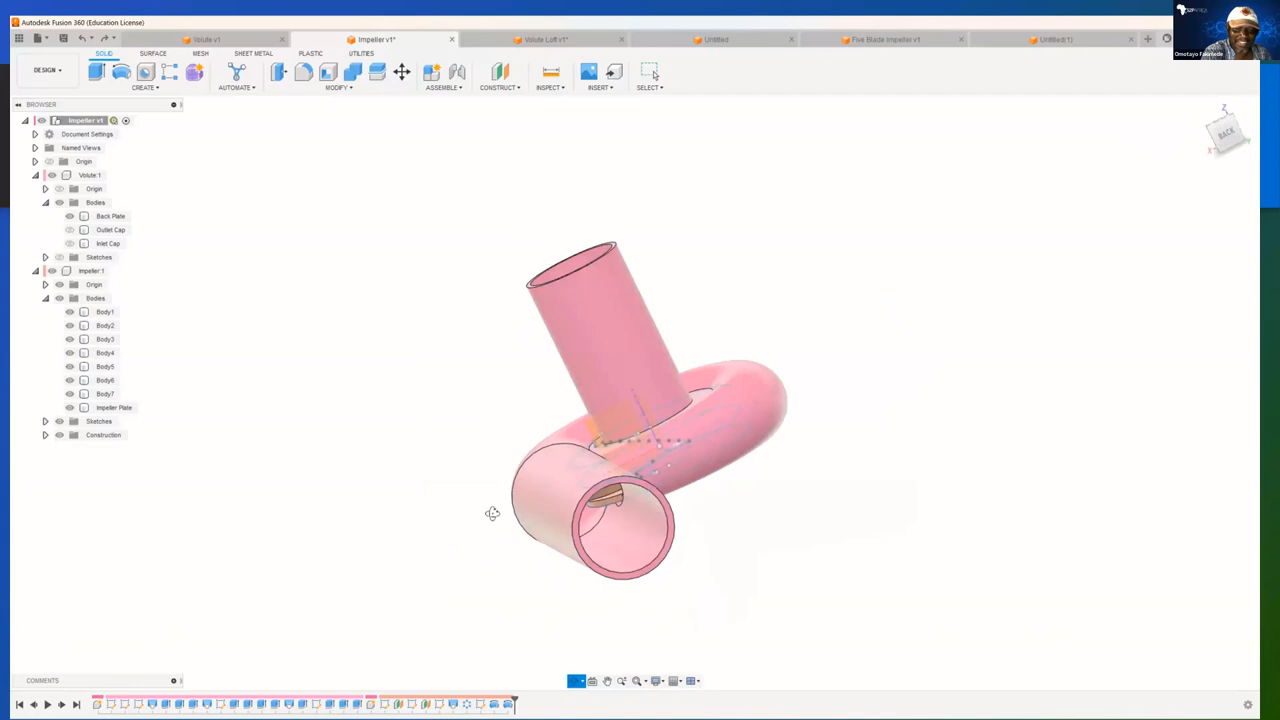 Autodesk Fusion 360 (Education License)
Volute v1
Impeller v1*
Volute Loft v1*
Untitled
Five Blade Impeller v1
Untitled(1)
Omotayo Fakinlede
DESIGN
SOLID
SURFACE
MESH
SHEET METAL
PLASTIC
UTILITIES
CREATE
AUTOMATE
MODIFY
ASSEMBLE
CONSTRUCT
INSPECT
INSERT
SELECT
BROWSER
Impeller v1
Document Settings
Named Views
Origin
Volute:1
Origin
Bodies
Back Plate
Outlet Cap
Inlet Cap
Sketches
Impeller:1
Origin
Bodies
Body1
Body2
Body3
Body4
Body5
Body6
Body7
Impeller Plate
Sketches
Construction
Z
BACK
X
COMMENTS